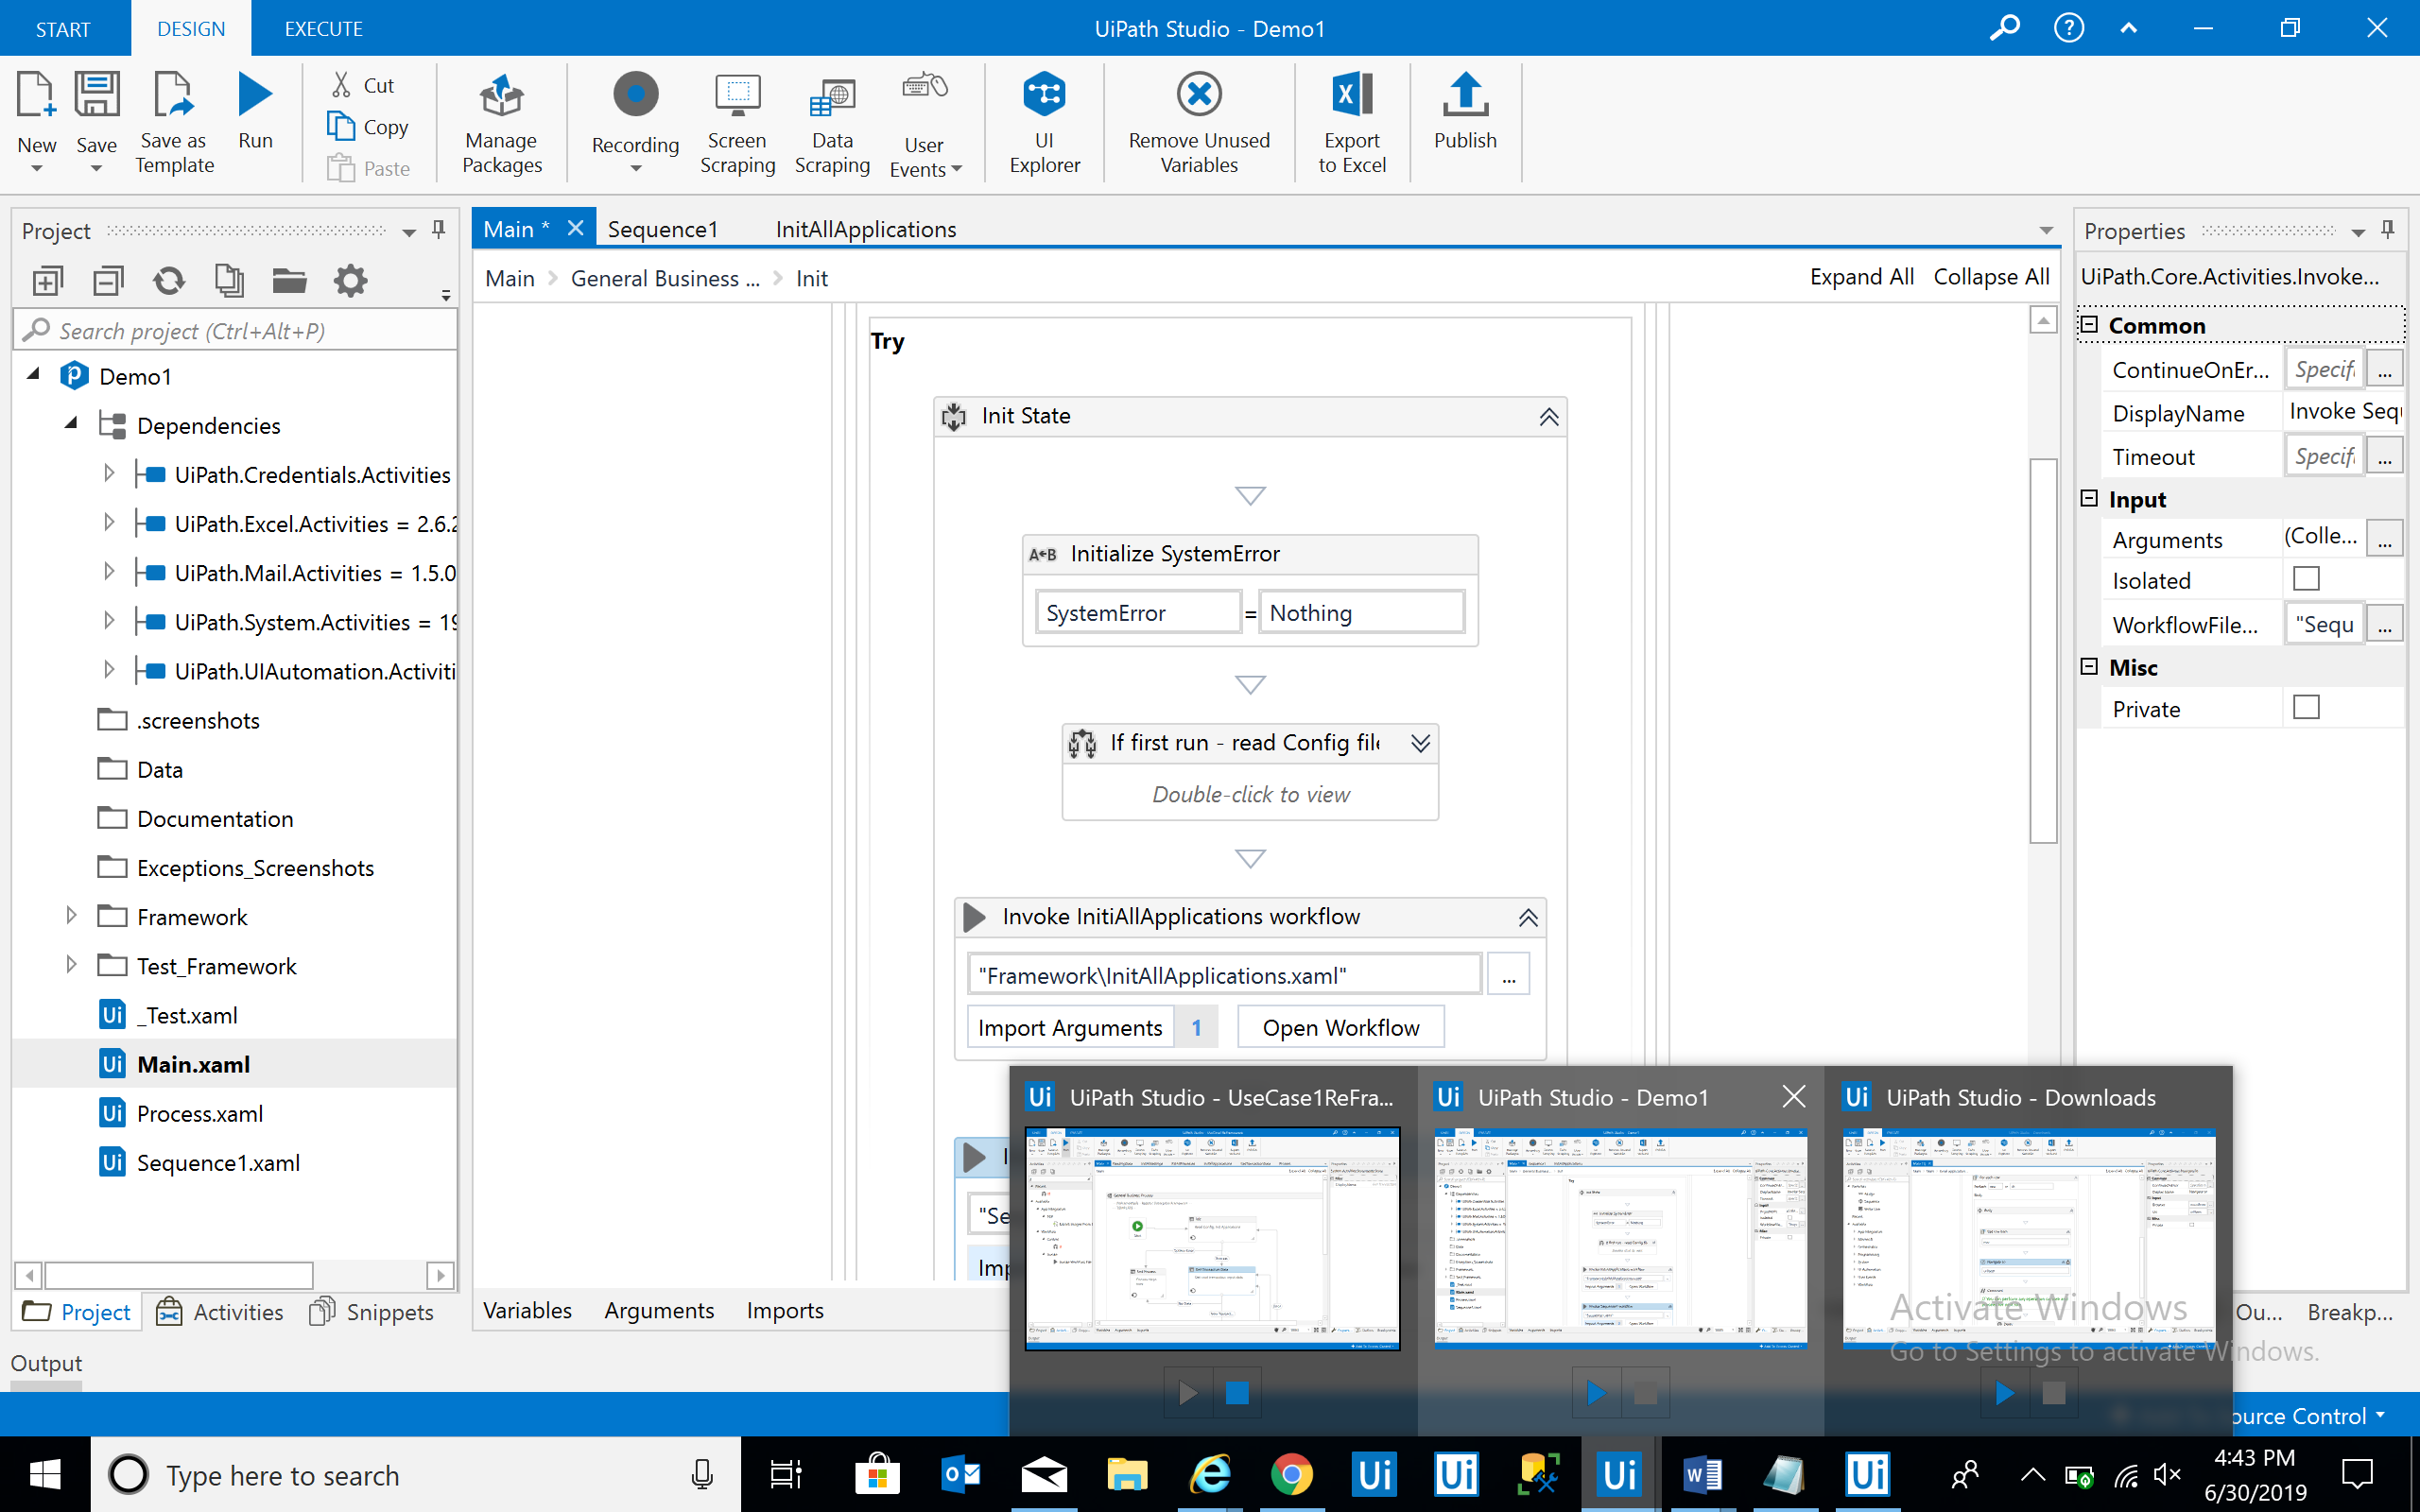 START DESIGN EXECUTE UiPath Studio - Demo1
New Save Save as Template Run Cut Copy Paste Manage Packages Recording Screen Scraping Data Scraping User Events UI Explorer Remove Unused Variables Export to Excel Publish
Project
Search project (Ctrl+Alt+P)
Demo1
Dependencies
UiPath.Credentials.Activities
UiPath.Excel.Activities = 2.6.2
UiPath.Mail.Activities = 1.5.0
UiPath.System.Activities = 19
UiPath.UIAutomation.Activiti
.screenshots
Data
Documentation
Exceptions_Screenshots
Framework
Test_Framework
_Test.xaml
Main.xaml
Process.xaml
Sequence1.xaml
Project Activities Snippets
Output
Main * Sequence1 InitAllApplications
Main > General Business ... > Init Expand All Collapse All
Try
Init State
A B Initialize SystemError
SystemError = Nothing
If first run - read Config file
Double-click to view
Invoke InitiAllApplications workflow
"Framework\InitAllApplications.xaml" ...
Import Arguments 1 Open Workflow
"Se
Variables Arguments Imports
Properties
UiPath.Core.Activities.Invoke...
Common
ContinueOnEr... Specif ...
DisplayName Invoke Sequ
Timeout Specif ...
Input
Arguments (Colle... ...
Isolated
WorkflowFile... "Sequ ...
Misc
Private
Ou... Breakp...
UiPath Studio - UseCase1ReFra... UiPath Studio - Demo1 UiPath Studio - Downloads
Activate Windows
Go to Settings to activate Windows.
ource Control
Type here to search
4:43 PM
6/30/2019